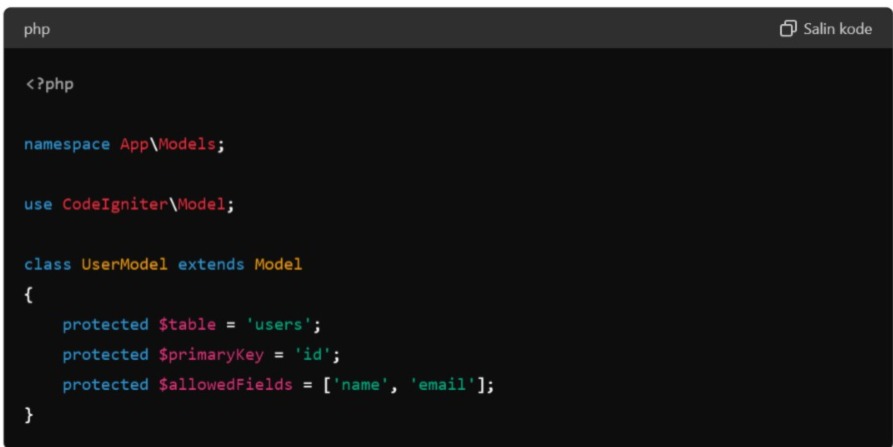 php
Salin kode
<?php
namespace App\Models;
use CodeIgniter\Model;
class UserModel extends Model
{
    protected $table = 'users';
    protected $primaryKey = 'id';
    protected $allowedFields = ['name', 'email'];
}